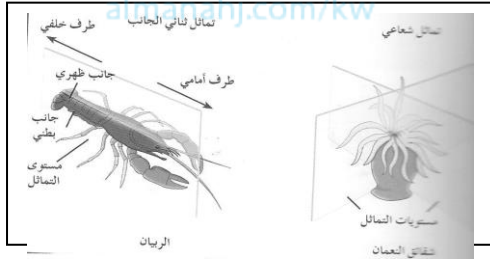 almanahj.com/kw
تماثل شعاعي
مستويات التماثل
شقائق النعمان
تماثل ثنائي الجانب
طرف خلفي
طرف أمامي
جانب ظهري
جانب
بطني
مستوى
التماثل
الربيان